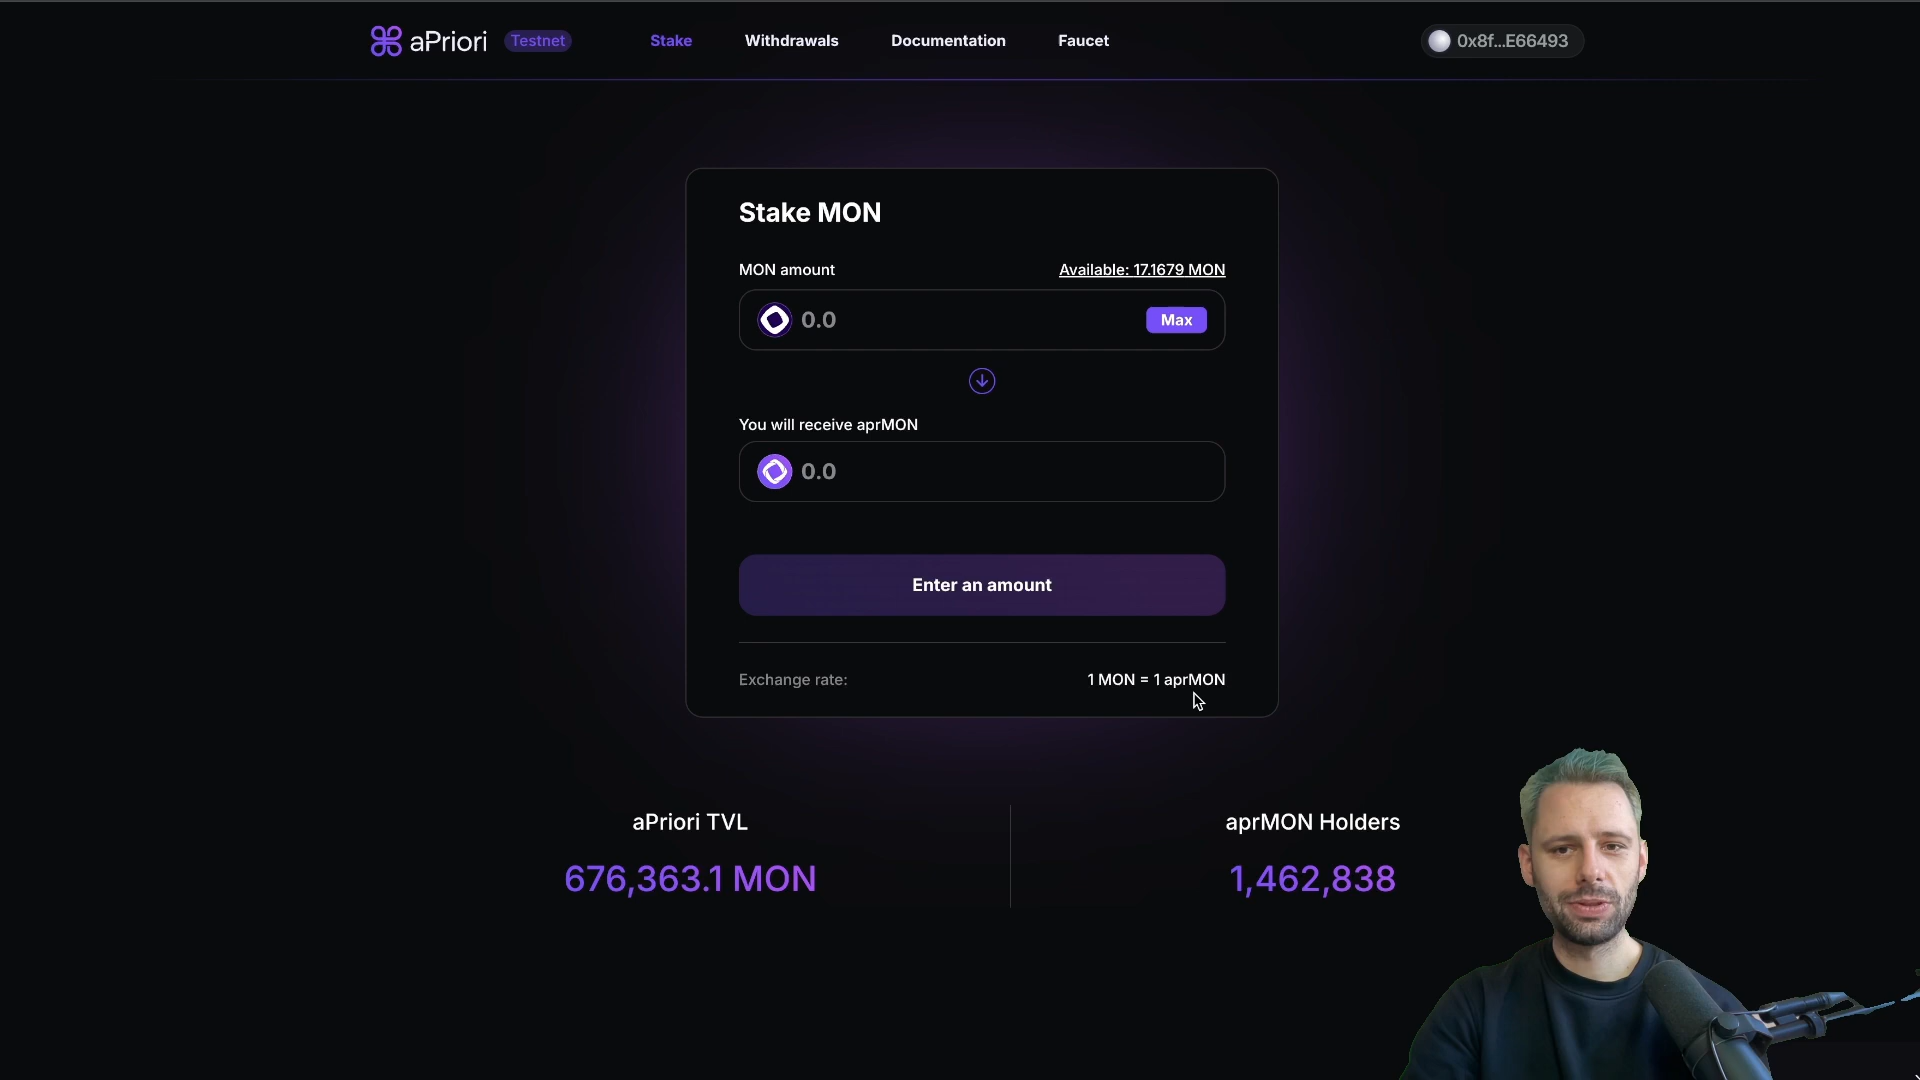 aPriori Testnet Stake Withdrawals Documentation Faucet 0x8f...E66493
Stake MON
MON amount Available: 17.1679 MON
0.0 Max
You will receive aprMON
0.0
Enter an amount
Exchange rate: 1 MON = 1 aprMON
aPriori TVL aprMON Holders
676,363.1 MON 1,462,838